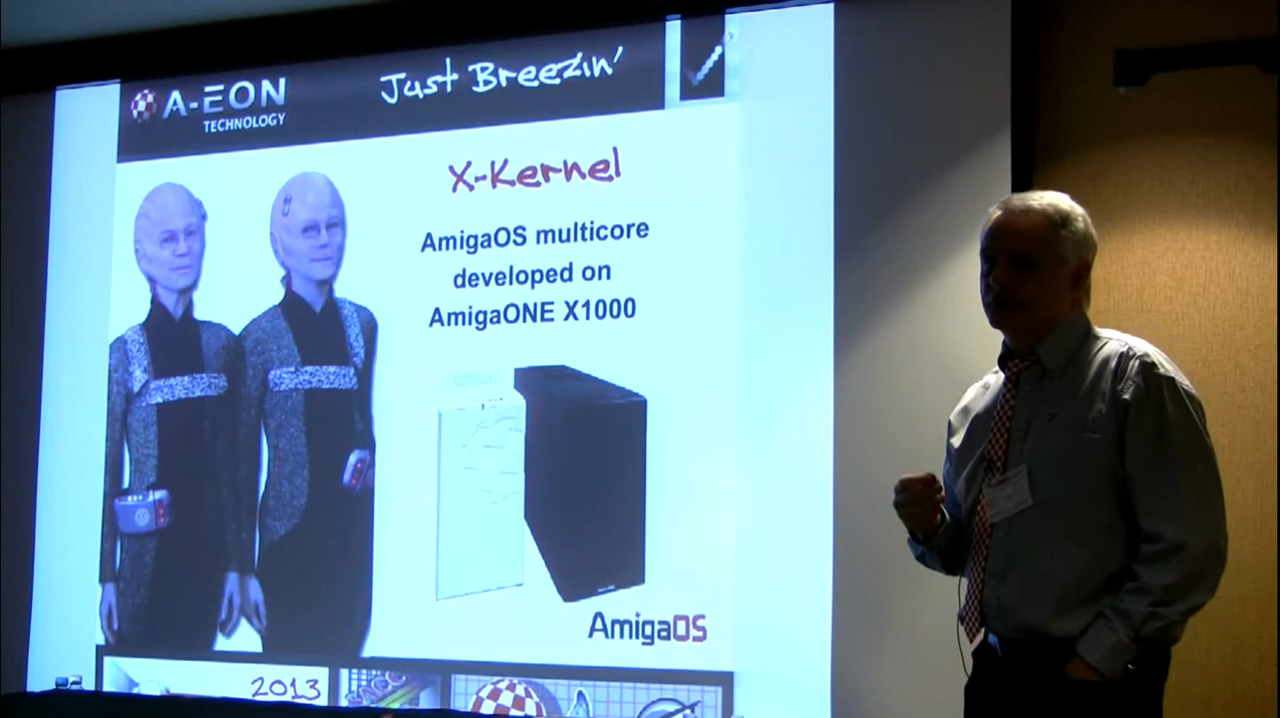 A-EON
TECHNOLOGY
Just Breezin'
X-Kernel
AmigaOS multicore
developed on
AmigaONE X1000
AmigaOS
2013